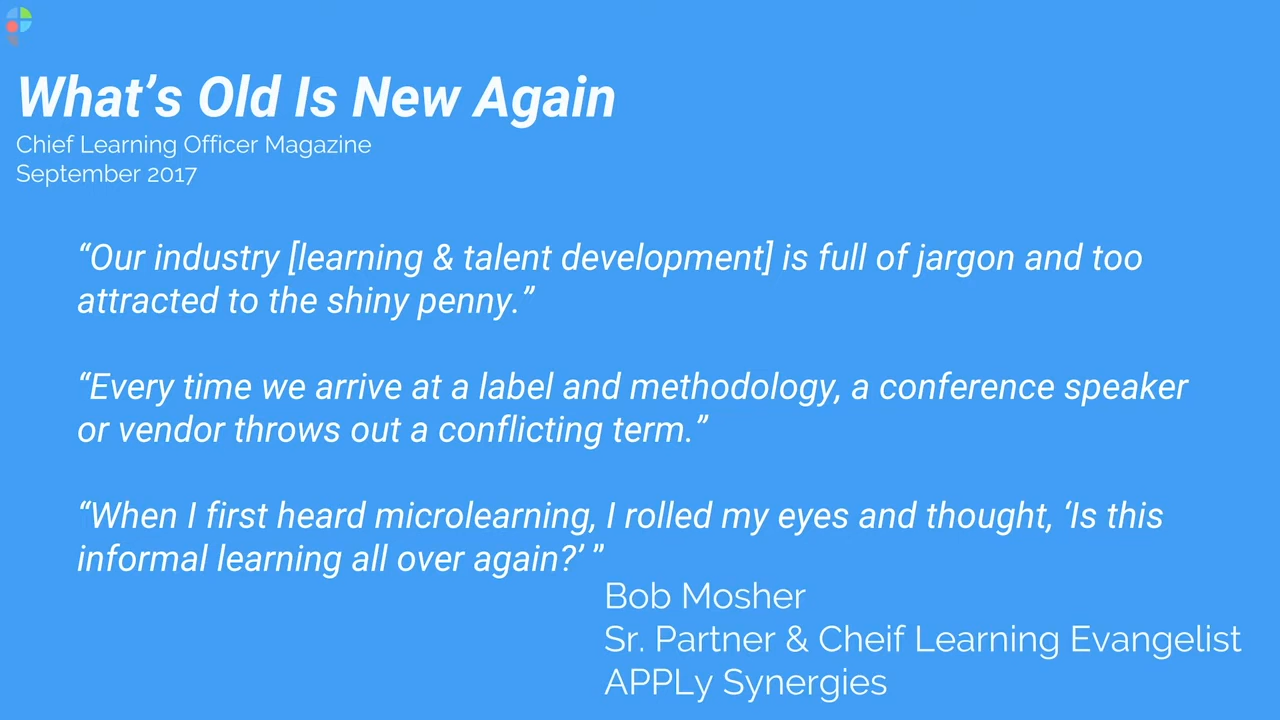 What’s Old Is New Again
Chief Learning Officer Magazine
September 2017
“Our industry [learning & talent development] is full of jargon and too
attracted to the shiny penny.”
“Every time we arrive at a label and methodology, a conference speaker
or vendor throws out a conflicting term.”
“When I first heard microlearning, I rolled my eyes and thought, ‘Is this
informal learning all over again?’ ”
Bob Mosher
Sr. Partner & Cheif Learning Evangelist
APPLy Synergies